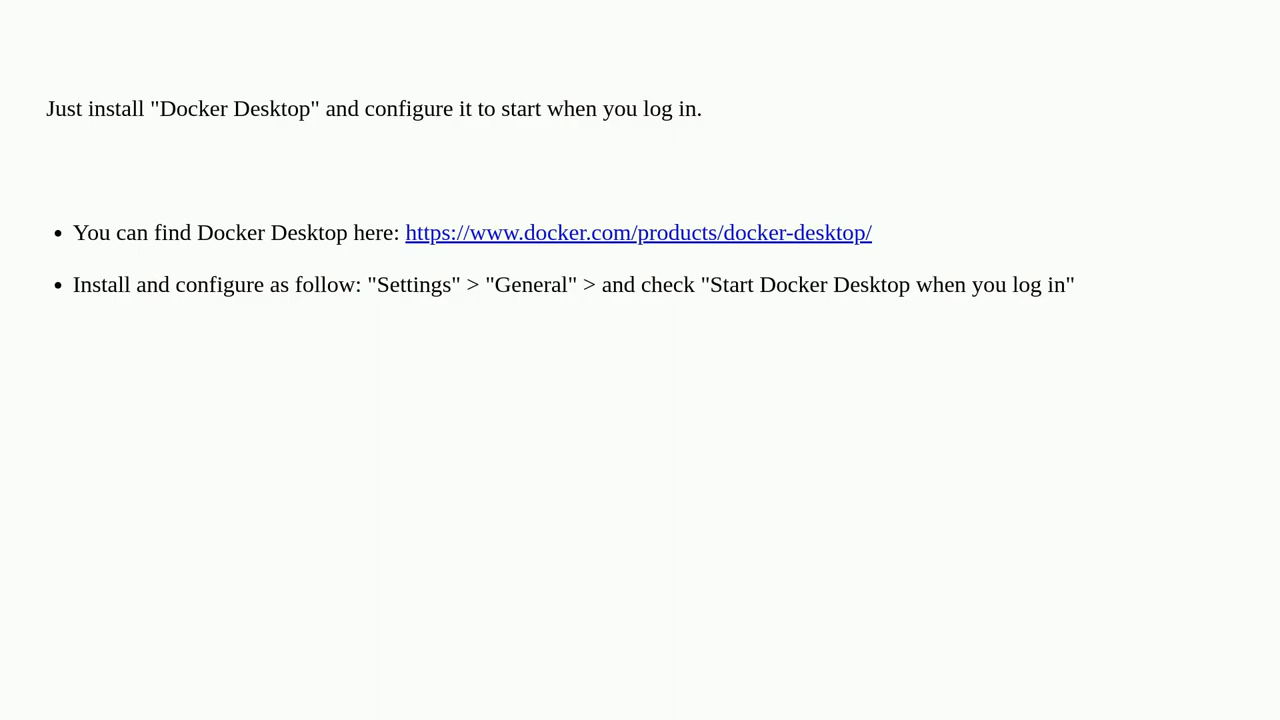 Just install "Docker Desktop" and configure it to start when you log in.
• You can find Docker Desktop here: https://www.docker.com/products/docker-desktop/
• Install and configure as follow: "Settings" > "General" > and check "Start Docker Desktop when you log in"